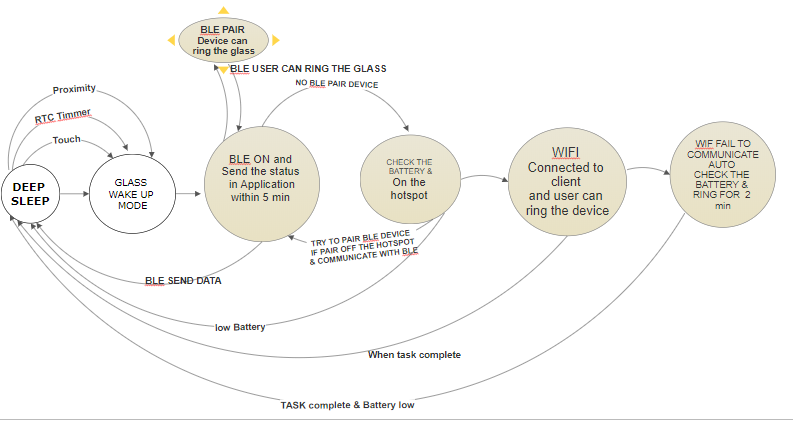 BLE PAIR
Device can
ring the glass
BLE USER CAN RING THE GLASS
NO BLE PAIR DEVICE
Proximity
RTC Timmer
Touch
DEEP
SLEEP
GLASS
WAKE UP
MODE
BLE ON and
Send the status
in Application
within 5 min
CHECK THE
BATTERY &
On the
hotspot
WIFI
Connected to
client
and user can
ring the device
WIF FAIL TO
COMMUNICATE
AUTO
CHECK THE
BATTERY &
RING FOR 2
min
TRY TO PAIR BLE DEVICE
IF PAIR OFF THE HOTSPOT
& COMMUNICATE WITH BLE
BLE SEND DATA
low Battery
When task complete
TASK complete & Battery low